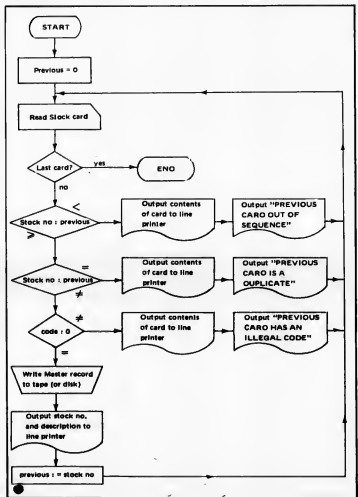 START
Previous = 0
Read Stock card
Last card?
yes
END
no
<
Stock no : previous
≥
Output contents
of card to line
printer
Output "PREVIOUS
CARO OUT OF
SEQUENCE"
=
Stock no : previous
≠
Output contents
of card to line
printer
Output "PREVIOUS
CARO IS A
OUPLICATE"
≠
code : 0
=
Output contents
of card to line
printer
Output "PREVIOUS
CARO HAS AN
ILLEGAL CODE"
Write Master record
to tape (or disk)
Output stock no.
and description to
line printer
previous : = stock no